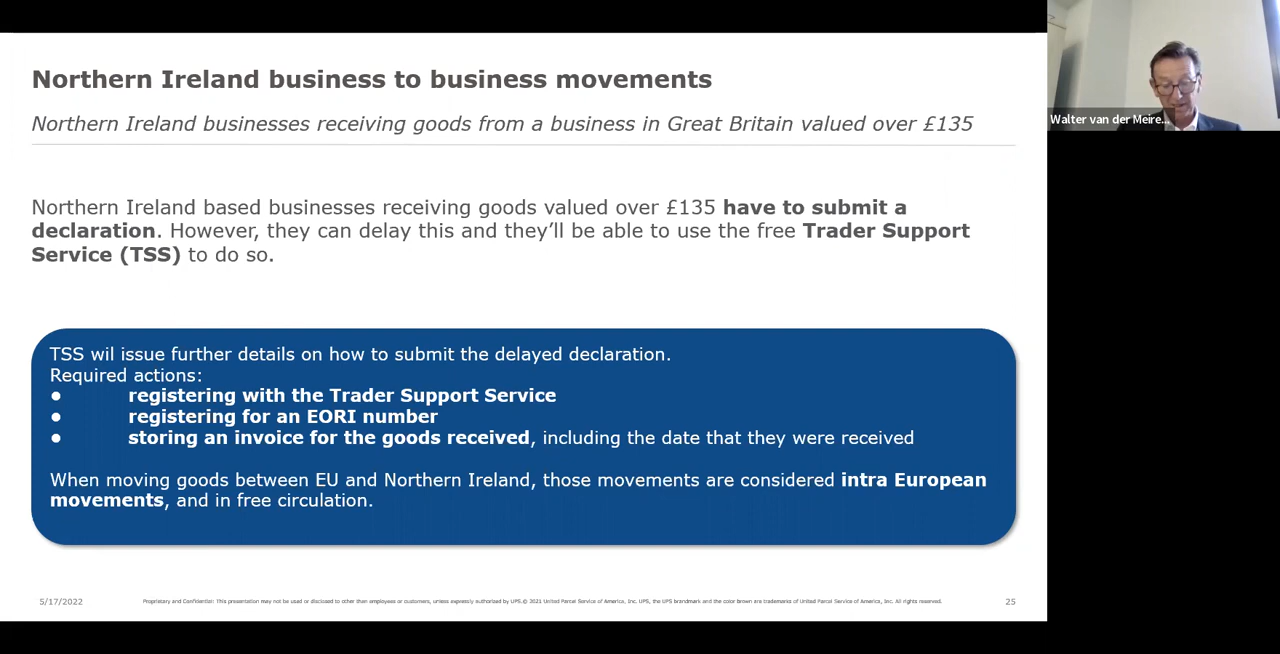 Northern Ireland business to business movements
Northern Ireland businesses receiving goods from a business in Great Britain valued over £135
Northern Ireland based businesses receiving goods valued over £135 have to submit a
declaration. However, they can delay this and they’ll be able to use the free Trader Support
Service (TSS) to do so.
TSS wil issue further details on how to submit the delayed declaration.
Required actions:
● registering with the Trader Support Service
● registering for an EORI number
● storing an invoice for the goods received, including the date that they were received
When moving goods between EU and Northern Ireland, those movements are considered intra European
movements, and in free circulation.
5/17/2022
Proprietary and Confidential: This presentation may not be used or disclosed to other than employees or customers, unless expressly authorized by UPS.© 2021 United Parcel Service of America, Inc. UPS, the UPS brandmark and the color brown are trademarks of United Parcel Service of America, Inc. All rights reserved.
25
Walter van der Meire...